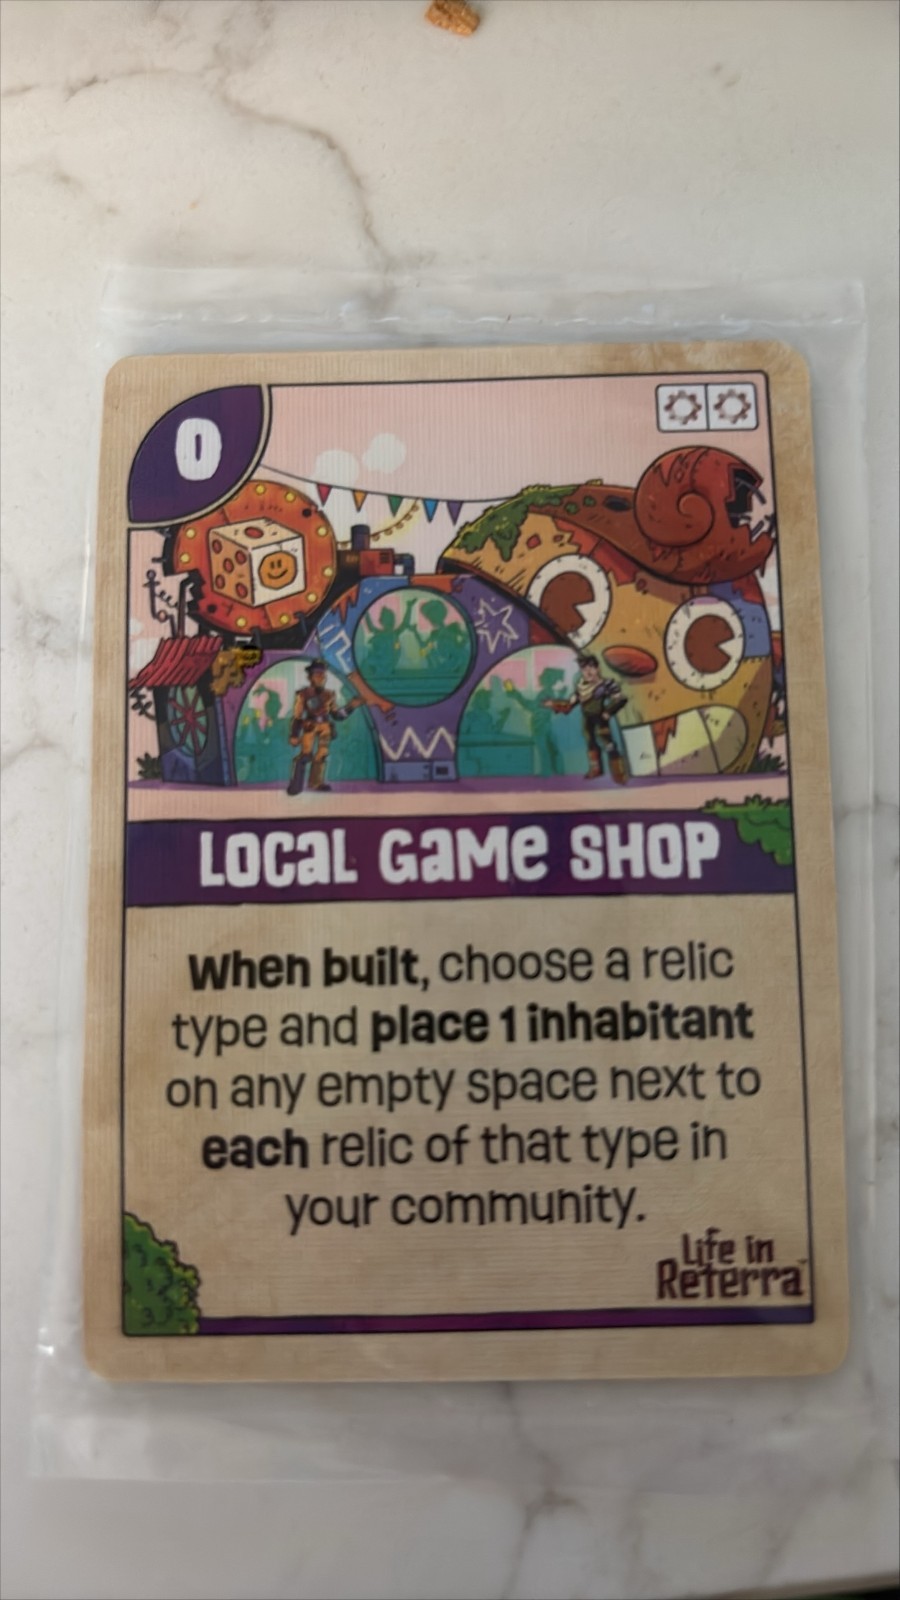 0
LOCAL GAME SHOP
When built, choose a relic
type and place 1 inhabitant
on any empty space next to
each relic of that type in
your community.
Life in
Reterra™